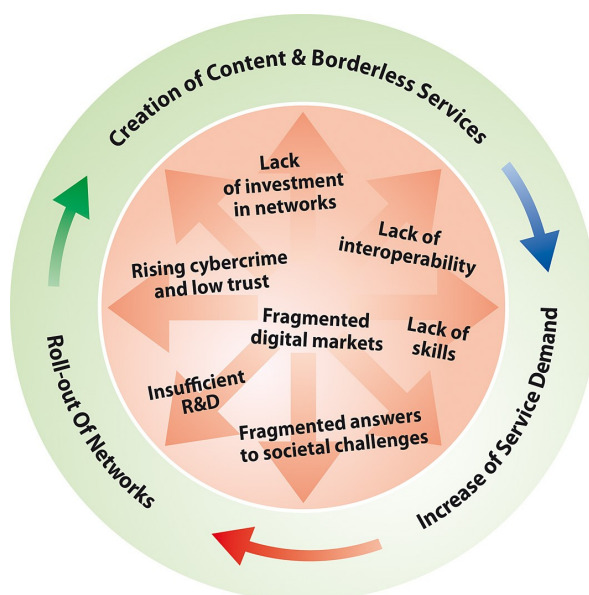 Creation of Content & Borderless Services
Lack
of investment
in networks
Lack of
interoperability
Rising cybercrime
and low trust
Fragmented
digital markets
Lack of
skills
Insufficient
R&D
Fragmented answers
to societal challenges
Increase of Service Demand
Roll-out Of Networks